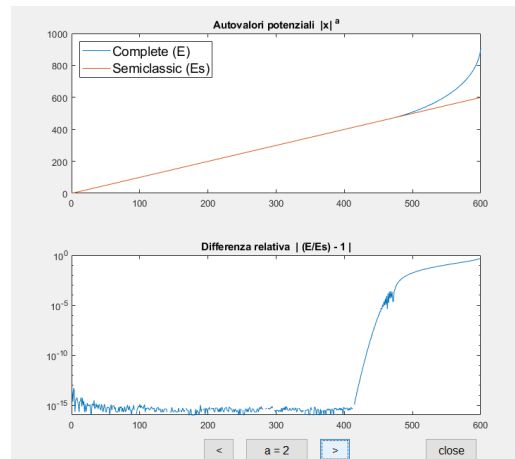 Autovalori potenziali |x| ^a
1000
800
600
400
200
0
Complete (E)
Semiclassic (Es)
0 100 200 300 400 500 600
Differenza relativa | (E/Es) - 1 |
10^0
10^-5
10^-10
10^-15
0 100 200 300 400 500 600
< a = 2 > close